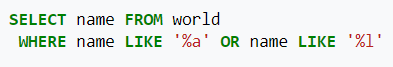 SELECT name FROM world
WHERE name LIKE '%a' OR name LIKE '%l'